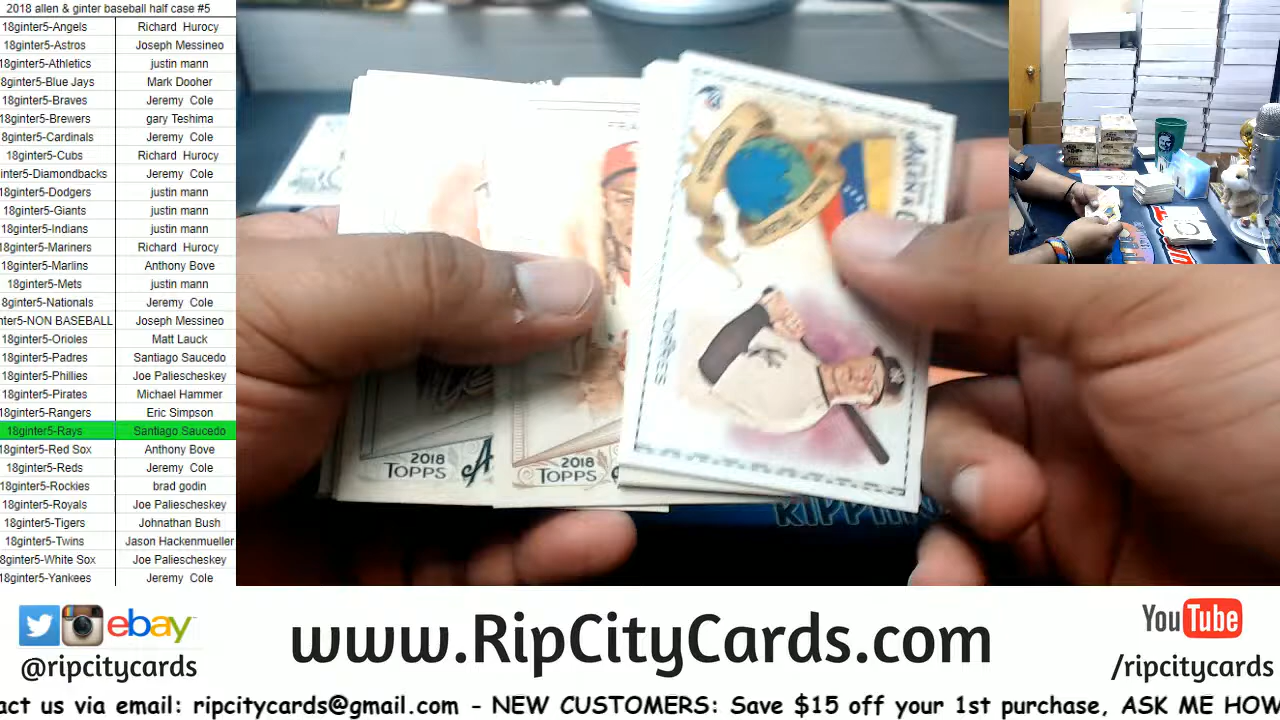 2018 allen & ginter baseball half case #5
18ginter5-Angels Richard Hurocy
18ginter5-Astros Joseph Messineo
18ginter5-Athletics justin mann
8ginter5-Blue Jays Mark Dooher
18ginter5-Braves Jeremy Cole
18ginter5-Brewers gary Teshima
8ginter5-Cardinals Jeremy Cole
18ginter5-Cubs Richard Hurocy
inter5-Diamondbacks Jeremy Cole
18ginter5-Dodgers justin mann
18ginter5-Giants justin mann
18ginter5-Indians justin mann
18ginter5-Mariners Richard Hurocy
18ginter5-Marlins Anthony Bove
18ginter5-Mets justin mann
8ginter5-Nationals Jeremy Cole
nter5-NON BASEBALL Joseph Messineo
18ginter5-Orioles Matt Lauck
18ginter5-Padres Santiago Saucedo
18ginter5-Phillies Joe Paliescheskey
18ginter5-Pirates Michael Hammer
18ginter5-Rangers Eric Simpson
18ginter5-Rays Santiago Saucedo
18ginter5-Red Sox Anthony Bove
18ginter5-Reds Jeremy Cole
18ginter5-Rockies brad godin
18ginter5-Royals Joe Paliescheskey
18ginter5-Tigers Johnathan Bush
18ginter5-Twins Jason Hackenmueller
8ginter5-White Sox Joe Paliescheskey
18ginter5-Yankees Jeremy Cole
2018
TOPPS
2018
TOPPS
ebay
@ripcitycards
www.RipCityCards.com
YouTube
/ripcitycards
act us via email: ripcitycards@gmail.com - NEW CUSTOMERS: Save $15 off your 1st purchase, ASK ME HOW